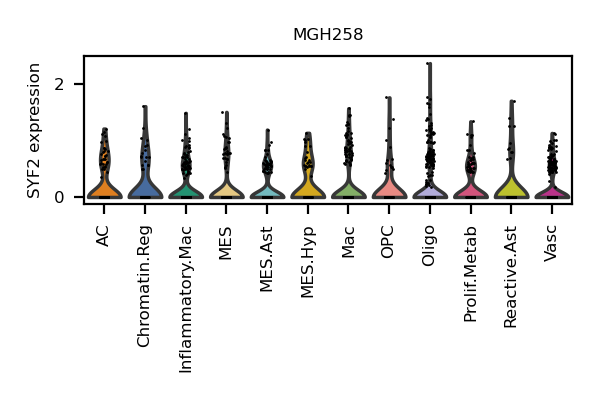 MGH258
SYF2 expression
2
0
AC
Chromatin.Reg
Inflammatory.Mac
MES
MES.Ast
MES.Hyp
Mac
OPC
Oligo
Prolif.Metab
Reactive.Ast
Vasc